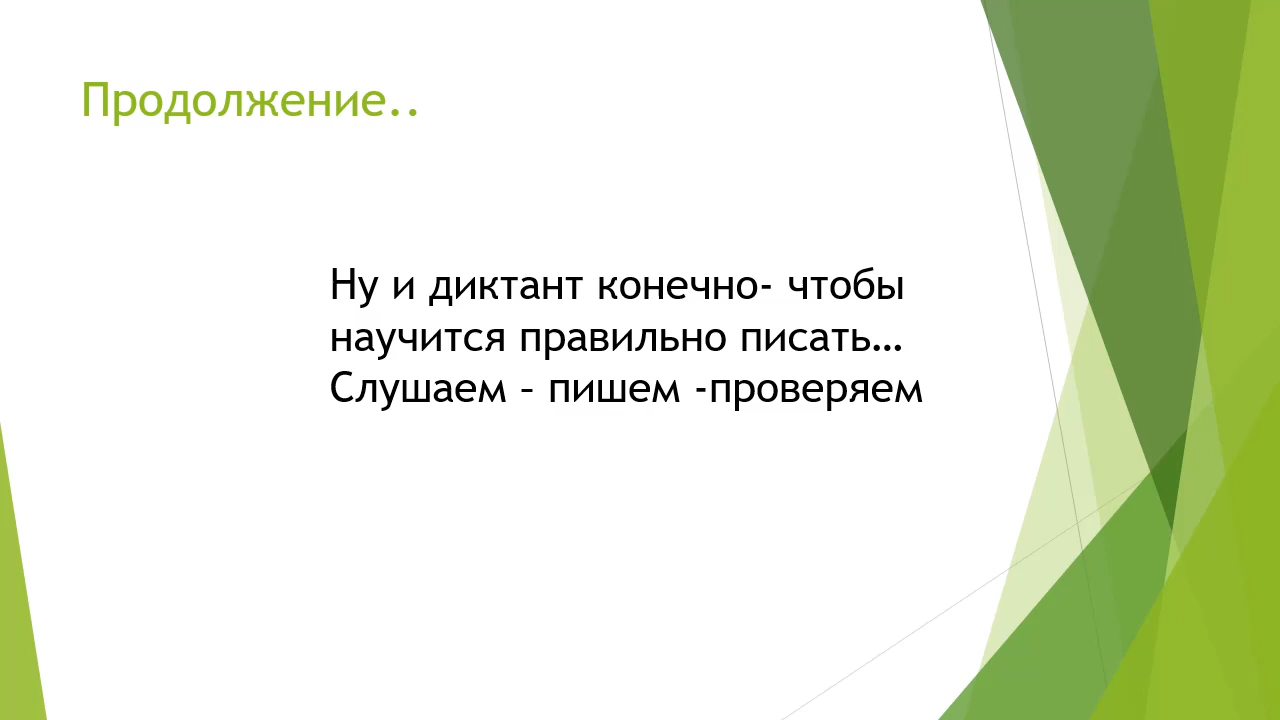 Продолжение..
Ну и диктант конечно- чтобы
научится правильно писать…
Слушаем – пишем -проверяем